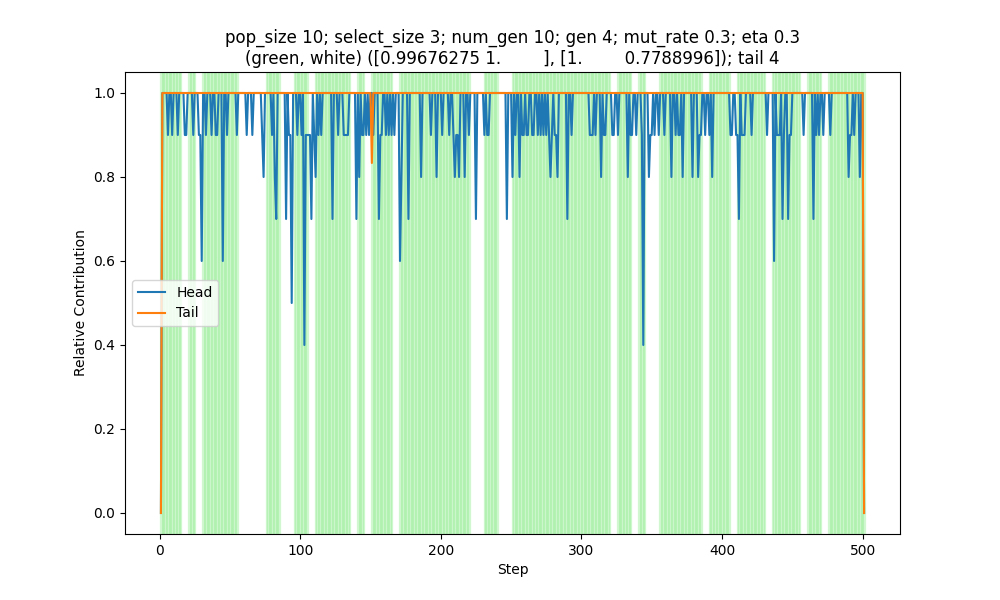 pop_size 10; select_size 3; num_gen 10; gen 4; mut_rate 0.3; eta 0.3
(green, white) ([0.99676275 1.         ], [1.         0.7788996]); tail 4
Relative Contribution
1.0
0.8
0.6
0.4
0.2
0.0
Head
Tail
0
100
200
300
400
500
Step